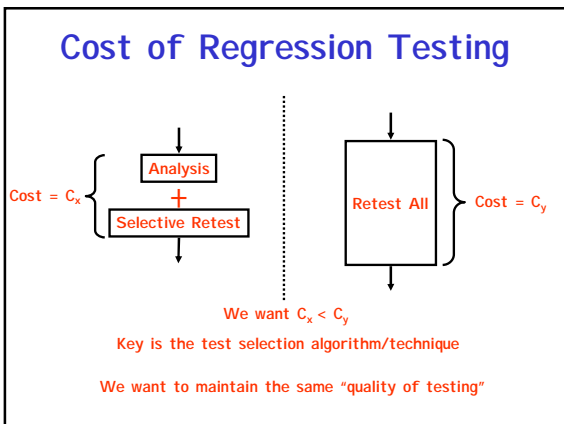 Cost of Regression Testing
Analysis
+
Selective Retest
Cost = Cx
Retest All
Cost = Cy
We want Cx < Cy
Key is the test selection algorithm/technique
We want to maintain the same “quality of testing”